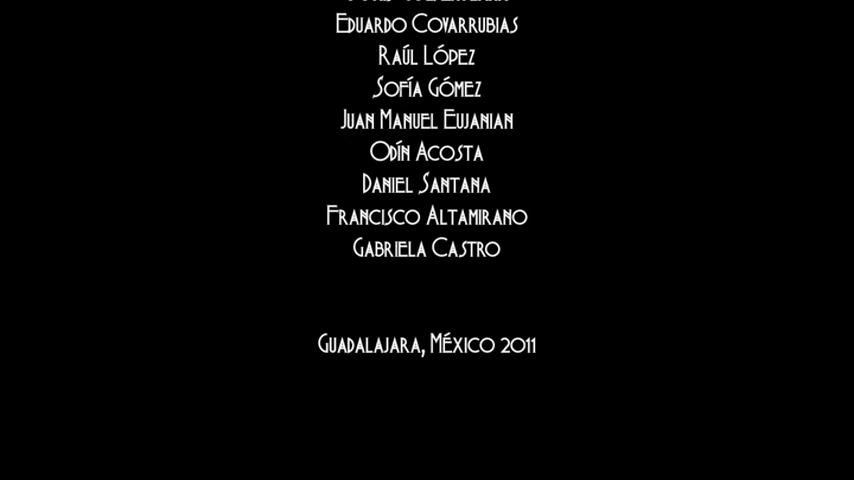 Eduardo Covarrubias
Raúl López
Sofía Gómez
Juan Manuel Eujanian
Odín Acosta
Daniel Santana
Francisco Altamirano
Gabriela Castro
Guadalajara, México 2011